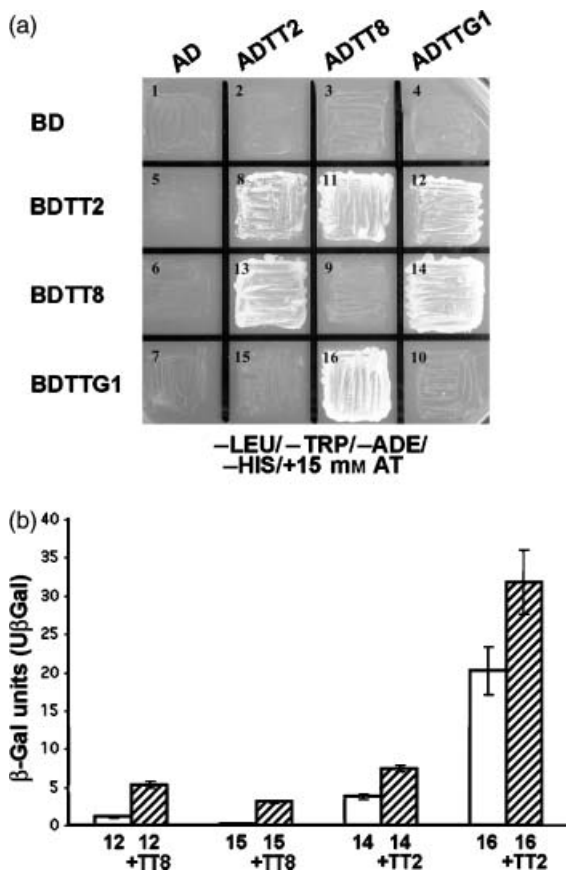 (a)
AD ADTT2 ADTT8 ADTTG1
BD 1 2 3 4
BDTT2 5 8 11 12
BDTT8 6 13 9 14
BDTTG1 7 15 16 10
–LEU/–TRP/–ADE/
–HIS/+15 mM AT
(b)
β-Gal units (UβGal)
40
35
30
25
20
15
10
5
0
12 12 15 15 14 14 16 16
+TT8 +TT8 +TT2 +TT2